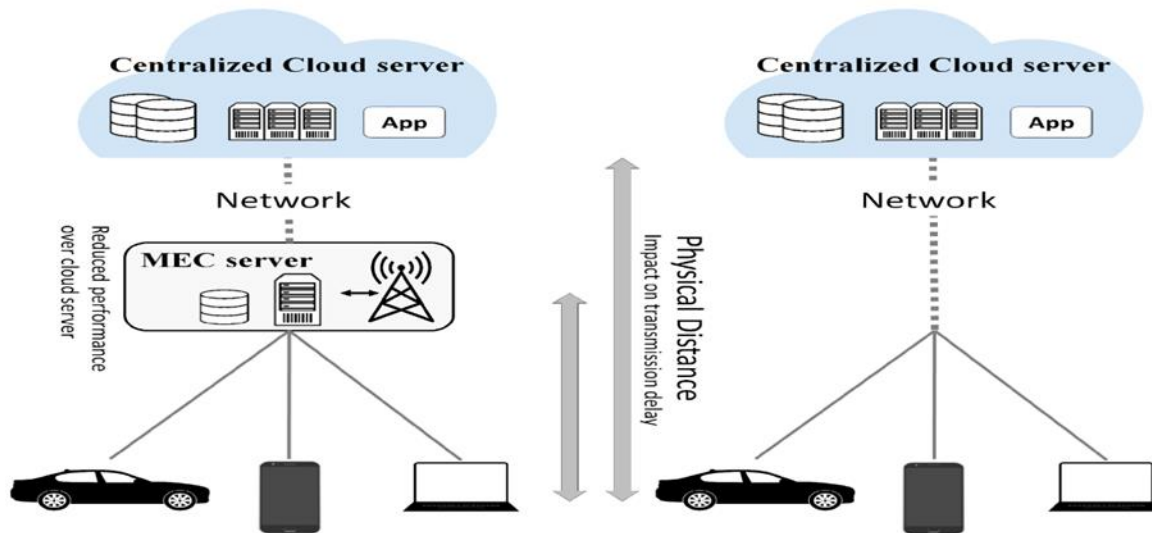 Centralized Cloud server
App
Network
Reduced performance
over cloud server
MEC server
Physical Distance
Impact on transmission delay
Centralized Cloud server
App
Network